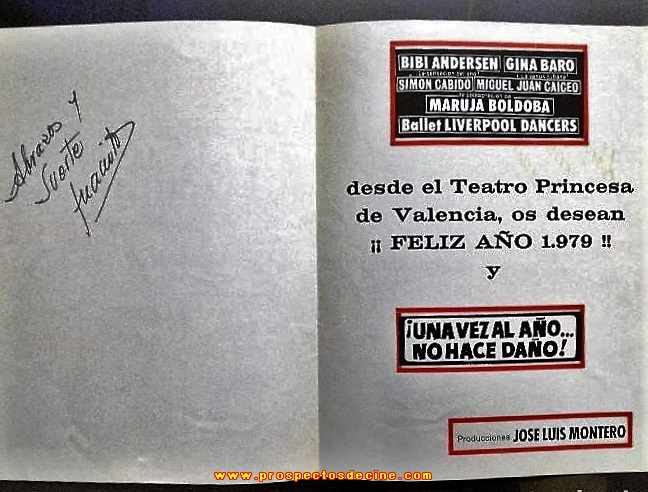 Abrazos y
Suerte
BIBI ANDERSEN GINA BARO
SIMON CABIDO MIGUEL JUAN CAICEO
MARUJA BOLDOBA
Ballet LIVERPOOL DANCERS
desde el Teatro Princesa
de Valencia, os desean
¡¡ FELIZ AÑO 1.979 !!
y
¡UNA VEZ AL AÑO...
NO HACE DAÑO!
Producciones JOSE LUIS MONTERO
www.prospectosdecine.com